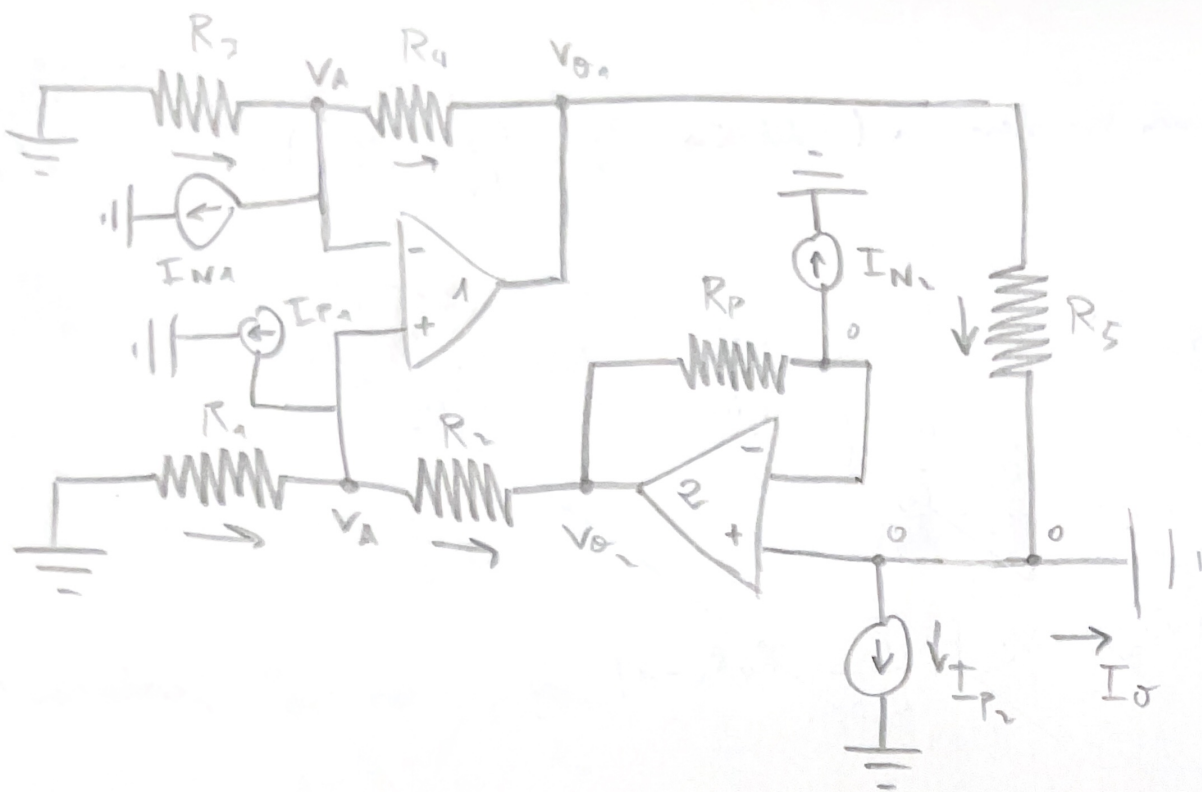 R3 R4
VA Vo1
IN1
- 1 +
IP1
IN2
RP 0
R5
R1 R2
- 2 +
VA Vo2
0 0
IP2
Io